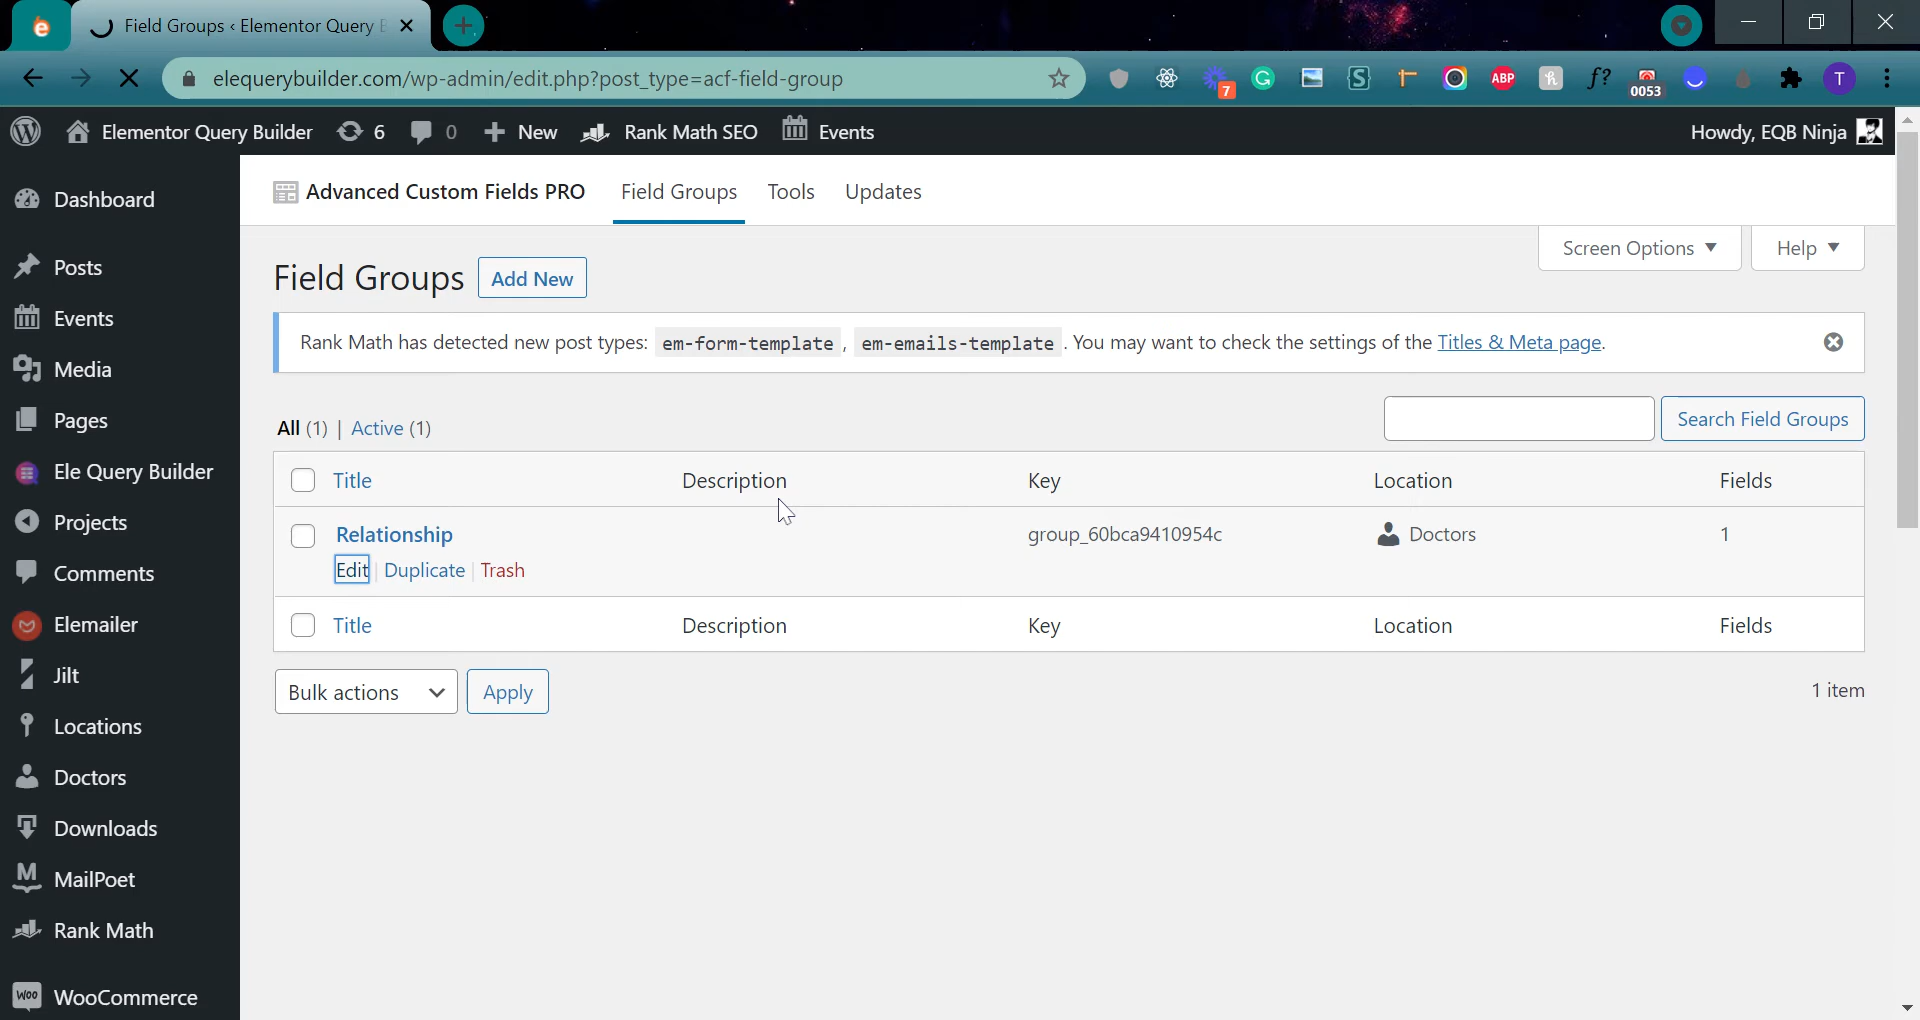 Field Groups ‹ Elementor Query B
elequerybuilder.com/wp-admin/edit.php?post_type=acf-field-group
7
ABP
f?
0053
T
Elementor Query Builder
6
0
New
Rank Math SEO
Events
Howdy, EQB Ninja
Dashboard
Posts
Events
Media
Pages
Ele Query Builder
Projects
Comments
Elemailer
Jilt
Locations
Doctors
Downloads
MailPoet
Rank Math
WooCommerce
Advanced Custom Fields PRO
Field Groups
Tools
Updates
Screen Options
Help
Field Groups
Add New
Rank Math has detected new post types: em-form-template , em-emails-template . You may want to check the settings of the Titles & Meta page.
All (1) | Active (1)
Search Field Groups
Title Description Key Location Fields
Relationship group_60bca9410954c Doctors 1
Edit | Duplicate | Trash
Title Description Key Location Fields
Bulk actions
Apply
1 item